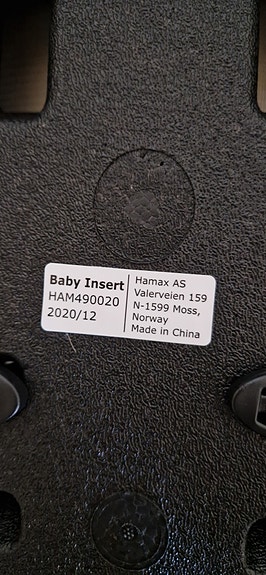 Baby Insert
HAM490020
2020/12
Hamax AS
Valerveien 159
N-1599 Moss,
Norway
Made in China